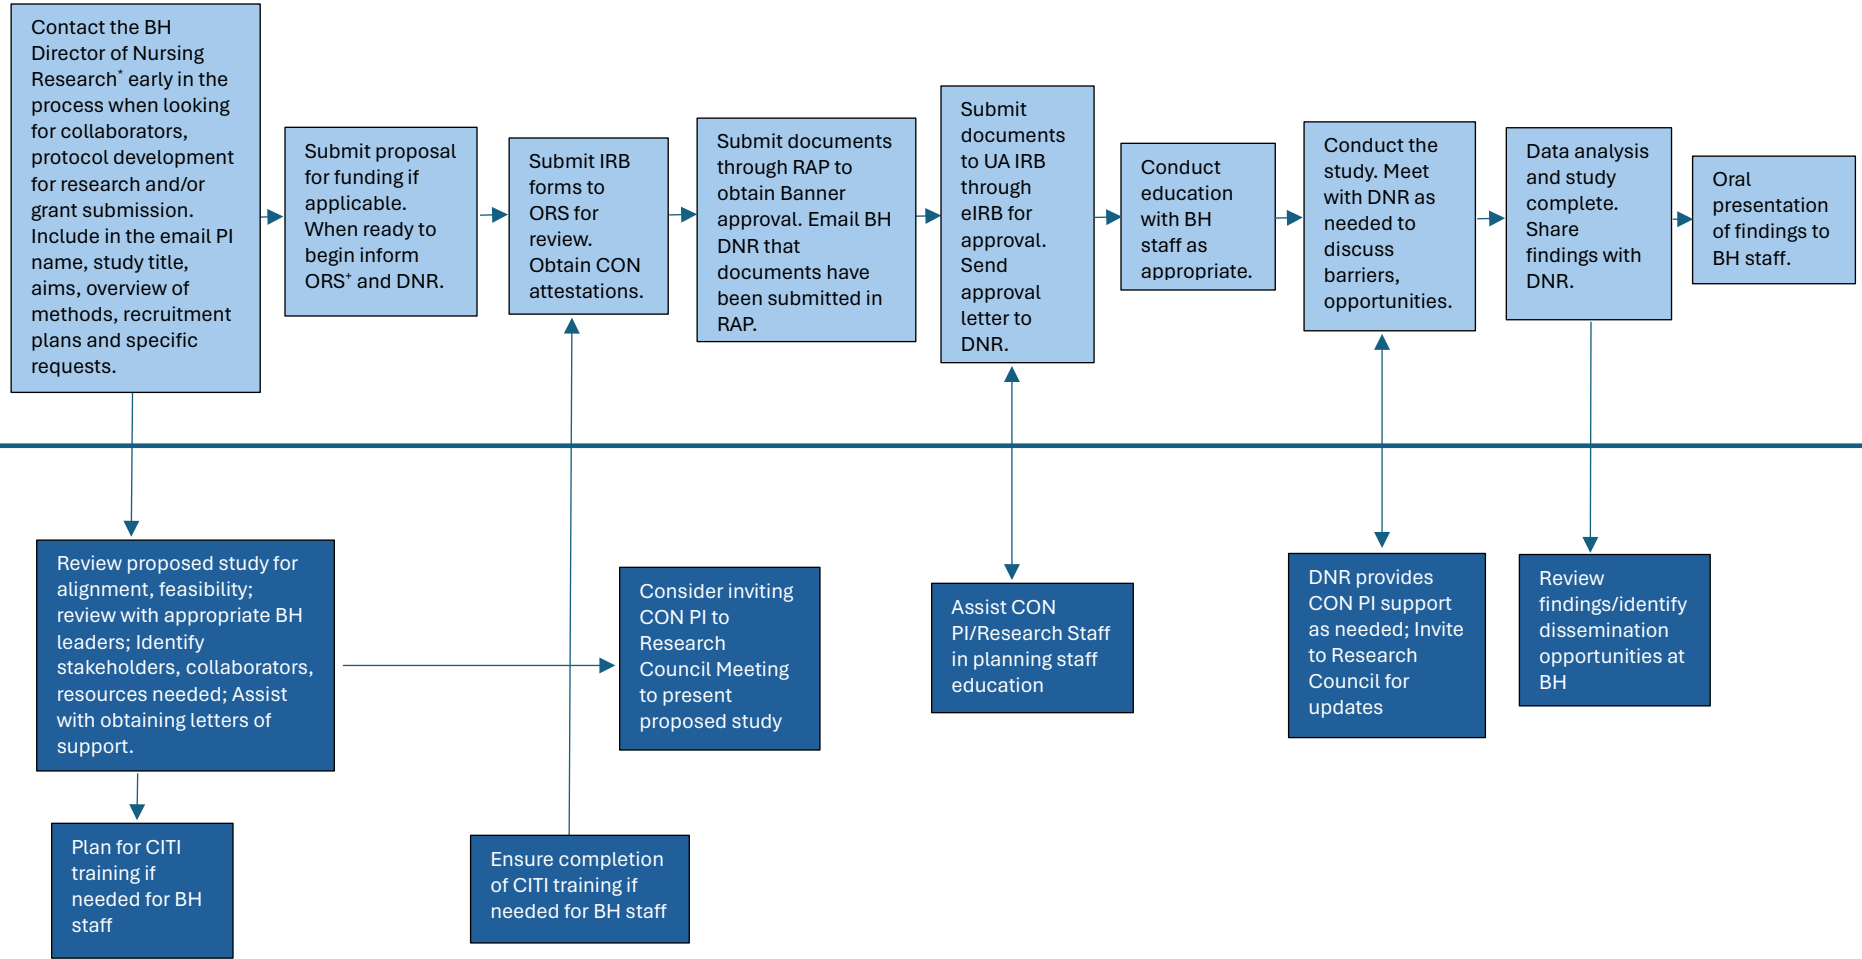 Contact the BH
Director of Nursing
Research* early in the
process when looking
for collaborators,
protocol development
for research and/or
grant submission.
Include in the email PI
name, study title,
aims, overview of
methods, recruitment
plans and specific
requests.
Submit proposal
for funding if
applicable.
When ready to
begin inform
ORS+ and DNR.
Submit IRB
forms to
ORS for
review.
Obtain CON
attestations.
Submit documents
through RAP to
obtain Banner
approval. Email BH
DNR that
documents have
been submitted in
RAP.
Submit
documents
to UA IRB
through
eIRB for
approval.
Send
approval
letter to
DNR.
Conduct
education
with BH
staff as
appropriate.
Conduct the
study. Meet
with DNR as
needed to
discuss
barriers,
opportunities.
Data analysis
and study
complete.
Share
findings with
DNR.
Oral
presentation
of findings to
BH staff.
Review proposed study for
alignment, feasibility;
review with appropriate BH
leaders; Identify
stakeholders, collaborators,
resources needed; Assist
with obtaining letters of
support.
Plan for CITI
training if
needed for BH
staff
Ensure completion
of CITI training if
needed for BH staff
Consider inviting
CON PI to
Research
Council Meeting
to present
proposed study
Assist CON
PI/Research Staff
in planning staff
education
DNR provides
CON PI support
as needed; Invite
to Research
Council for
updates
Review
findings/identify
dissemination
opportunities at
BH